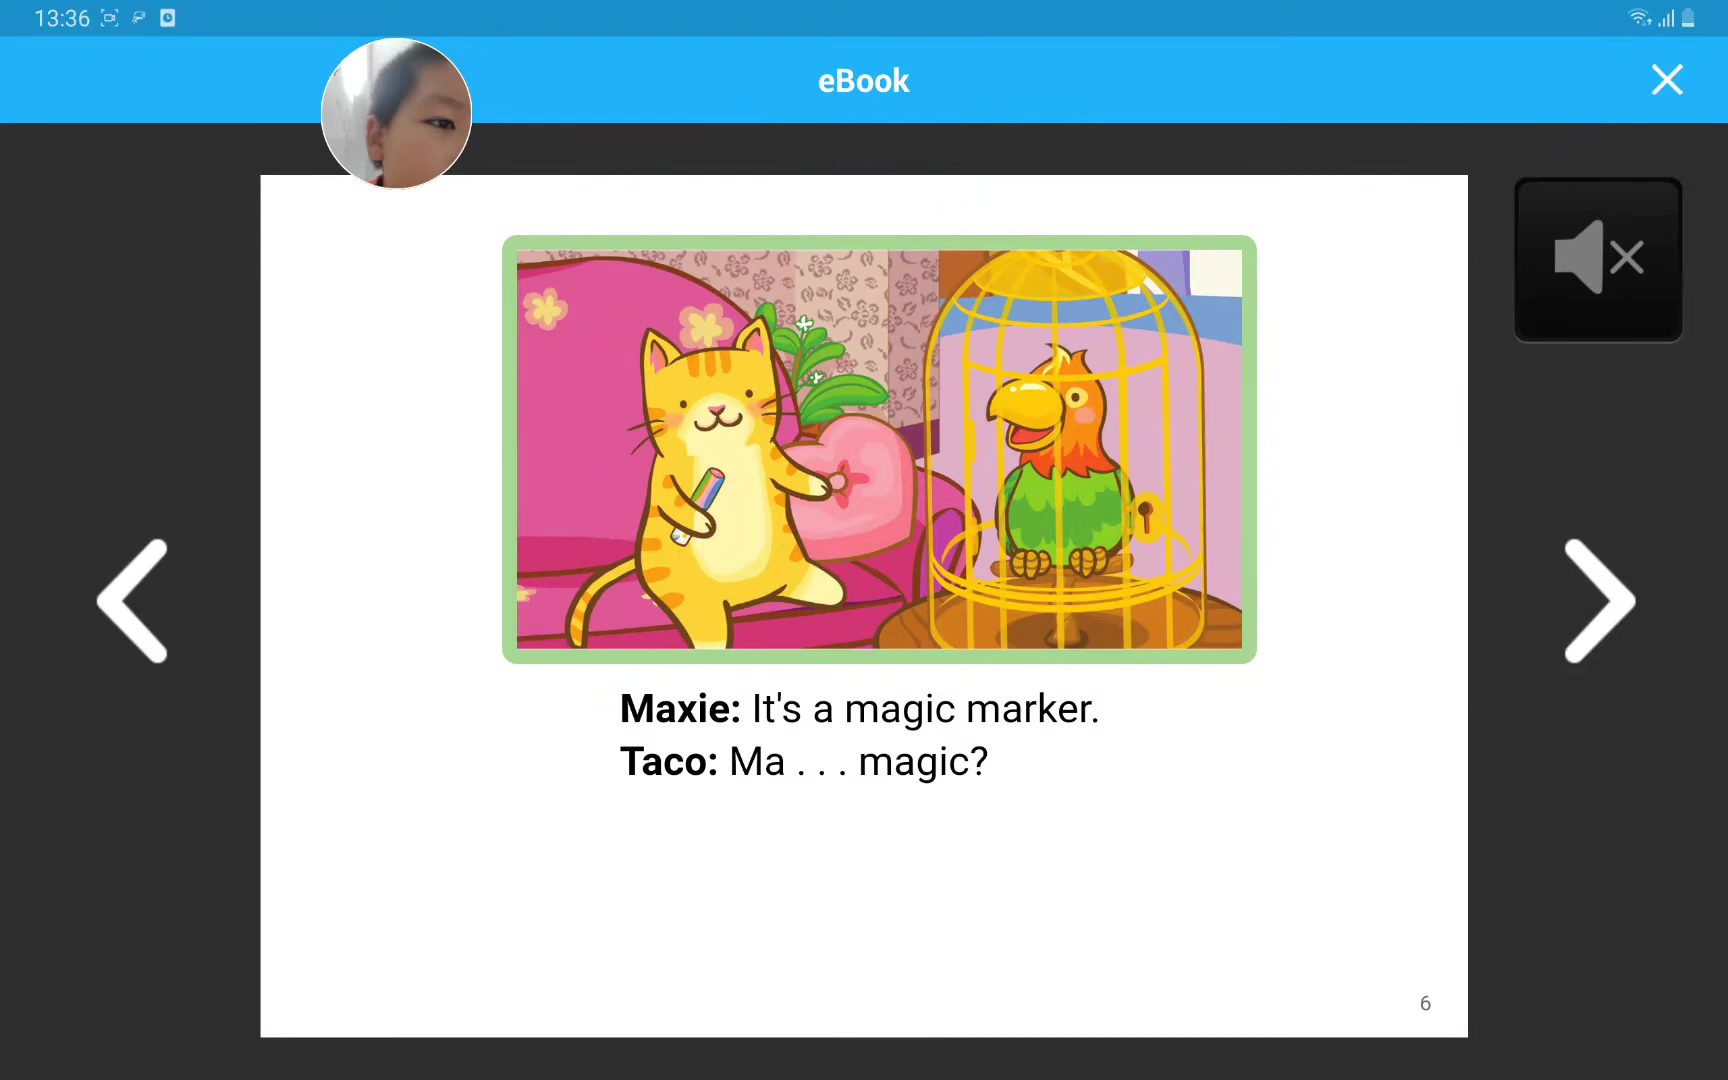 13:36
eBook
Maxie: It's a magic marker.
Taco: Ma . . . magic?
6